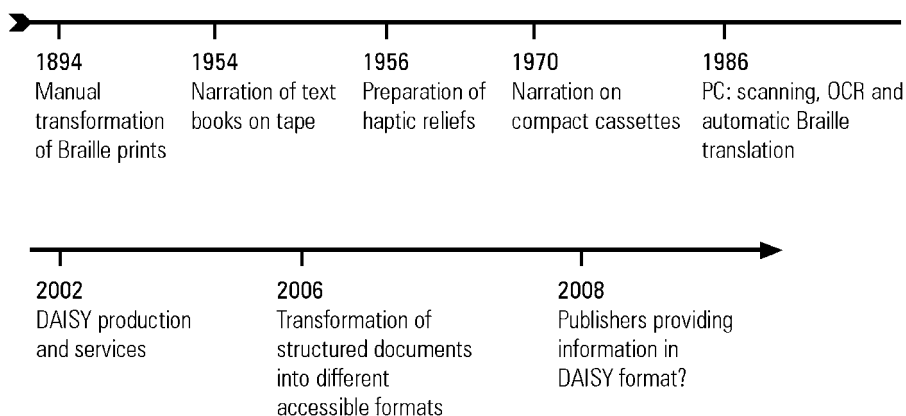 1894
Manual
transformation
of Braille prints
1954
Narration of text
books on tape
1956
Preparation of
haptic reliefs
1970
Narration on
compact cassettes
1986
PC: scanning, OCR and
automatic Braille
translation
2002
DAISY production
and services
2006
Transformation of
structured documents
into different
accessible formats
2008
Publishers providing
information in
DAISY format?